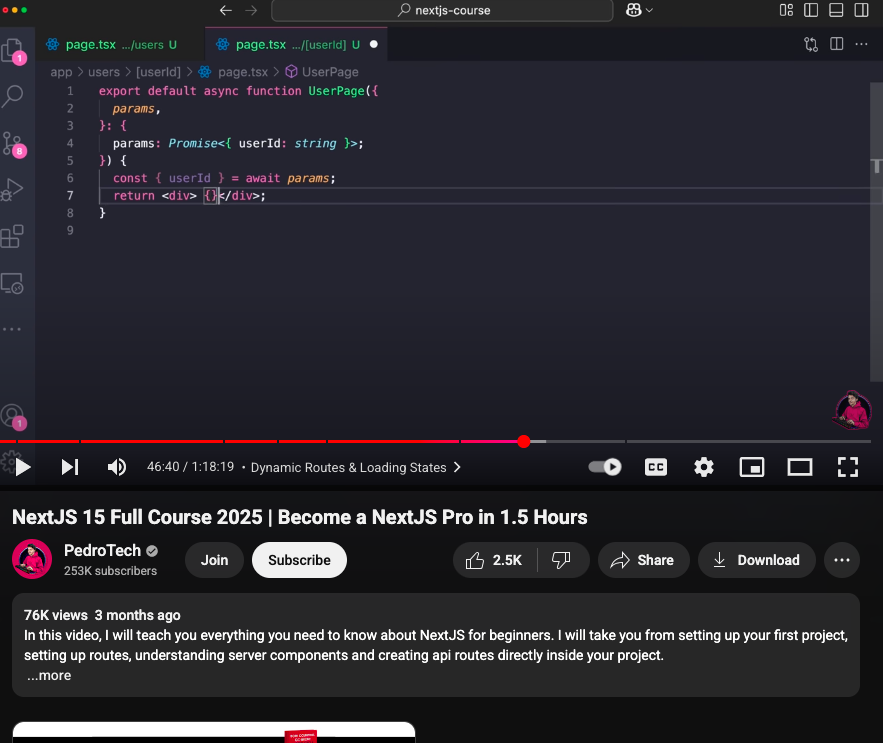 nextjs-course
page.tsx .../users U
page.tsx .../[userId] U
app > users > [userId] > page.tsx > UserPage
1 export default async function UserPage({
2 params,
3 }: {
4 params: Promise<{ userId: string }>;
5 }) {
6 const { userId } = await params;
7 return <div> {}</div>;
8 }
9
1
8
1
T
46:40 / 1:18:19 • Dynamic Routes & Loading States >
CC
NextJS 15 Full Course 2025 | Become a NextJS Pro in 1.5 Hours
PedroTech
253K subscribers
Join
Subscribe
2.5K
Share
Download
76K views 3 months ago
In this video, I will teach you everything you need to know about NextJS for beginners. I will take you from setting up your first project,
setting up routes, understanding server components and creating api routes directly inside your project.
...more